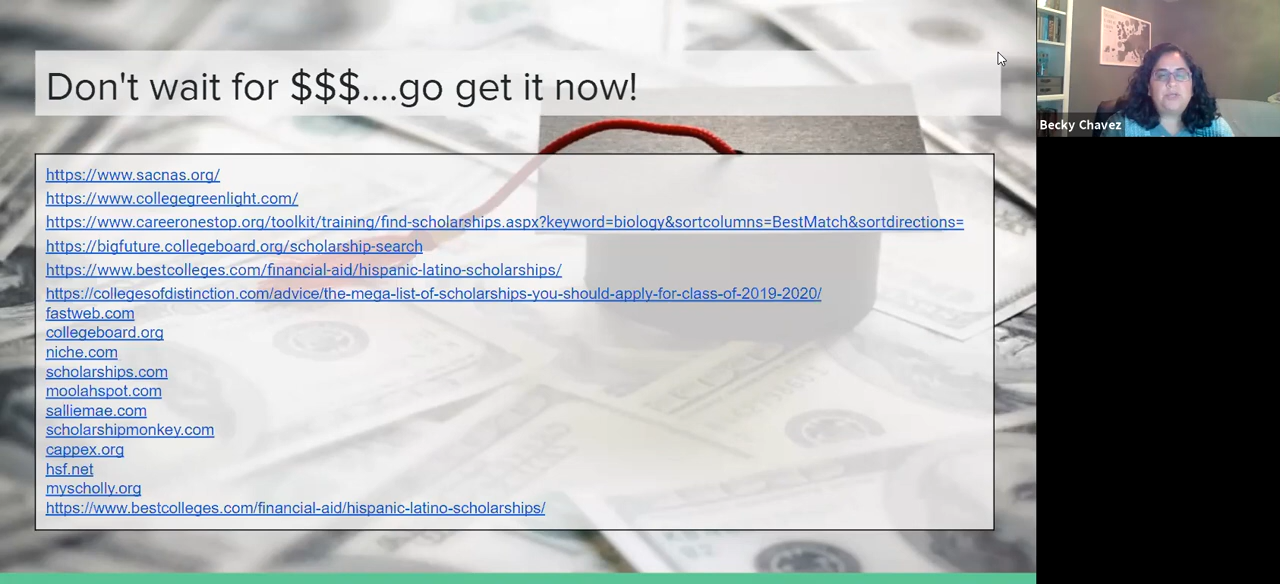 Don't wait for $$$....go get it now!
https://www.sacnas.org/
https://www.collegegreenlight.com/
https://www.careeronestop.org/toolkit/training/find-scholarships.aspx?keyword=biology&sortcolumns=BestMatch&sortdirections=
https://bigfuture.collegeboard.org/scholarship-search
https://www.bestcolleges.com/financial-aid/hispanic-latino-scholarships/
https://collegesofdistinction.com/advice/the-mega-list-of-scholarships-you-should-apply-for-class-of-2019-2020/
fastweb.com
collegeboard.org
niche.com
scholarships.com
moolahspot.com
salliemae.com
scholarshipmonkey.com
cappex.org
hsf.net
myscholly.org
https://www.bestcolleges.com/financial-aid/hispanic-latino-scholarships/
Becky Chavez